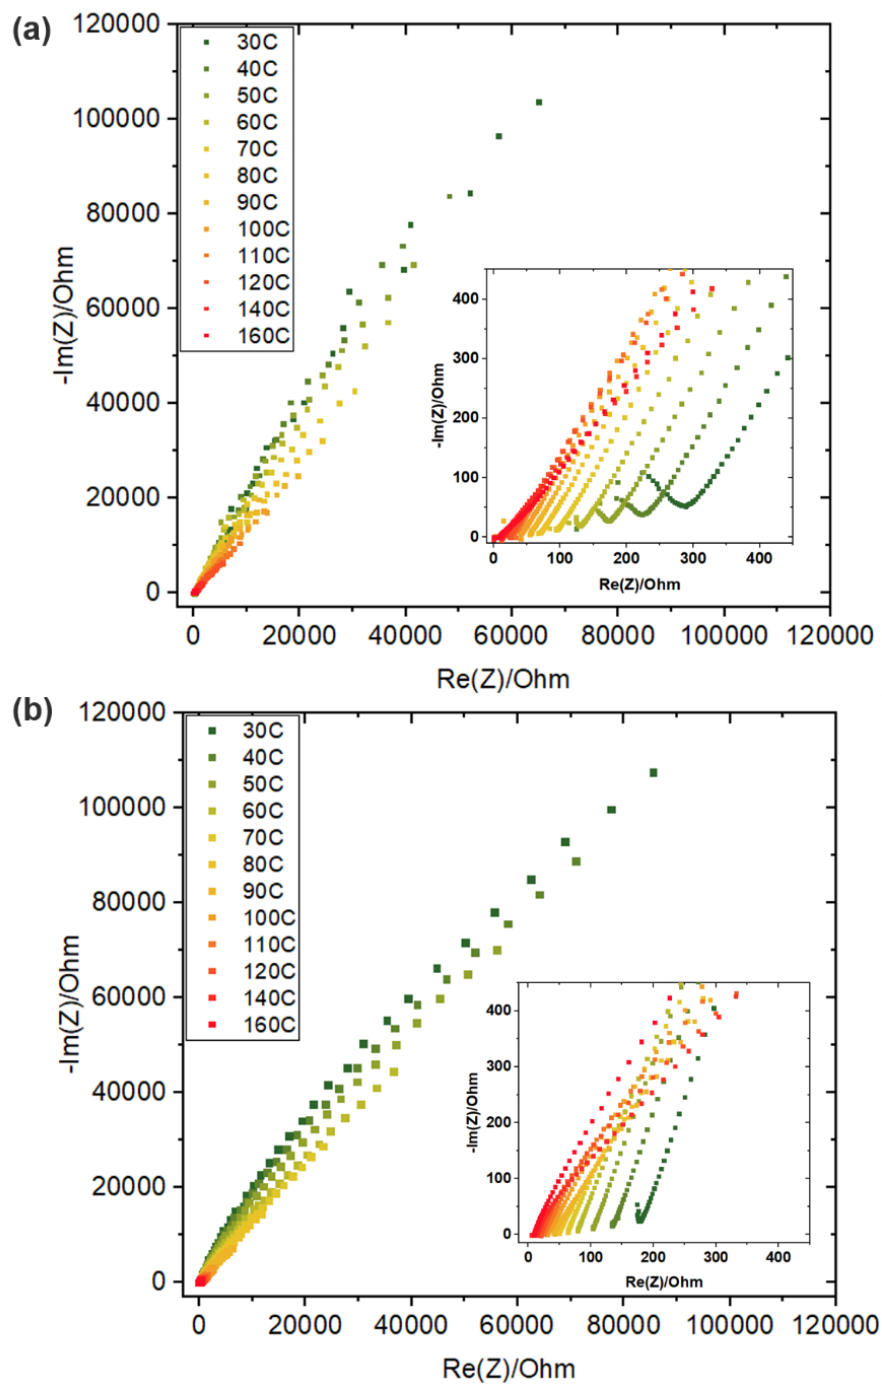 (a)
120000
100000
80000
60000
40000
20000
0
-Im(Z)/Ohm
30C
40C
50C
60C
70C
80C
90C
100C
110C
120C
140C
160C
400
300
200
100
0
-Im(Z)/Ohm
0 100 200 300 400
Re(Z)/Ohm
0 20000 40000 60000 80000 100000 120000
Re(Z)/Ohm
(b)
120000
100000
80000
60000
40000
20000
0
-Im(Z)/Ohm
30C
40C
50C
60C
70C
80C
90C
100C
110C
120C
140C
160C
400
300
200
100
0
-Im(Z)/Ohm
0 100 200 300 400
Re(Z)/Ohm
0 20000 40000 60000 80000 100000 120000
Re(Z)/Ohm